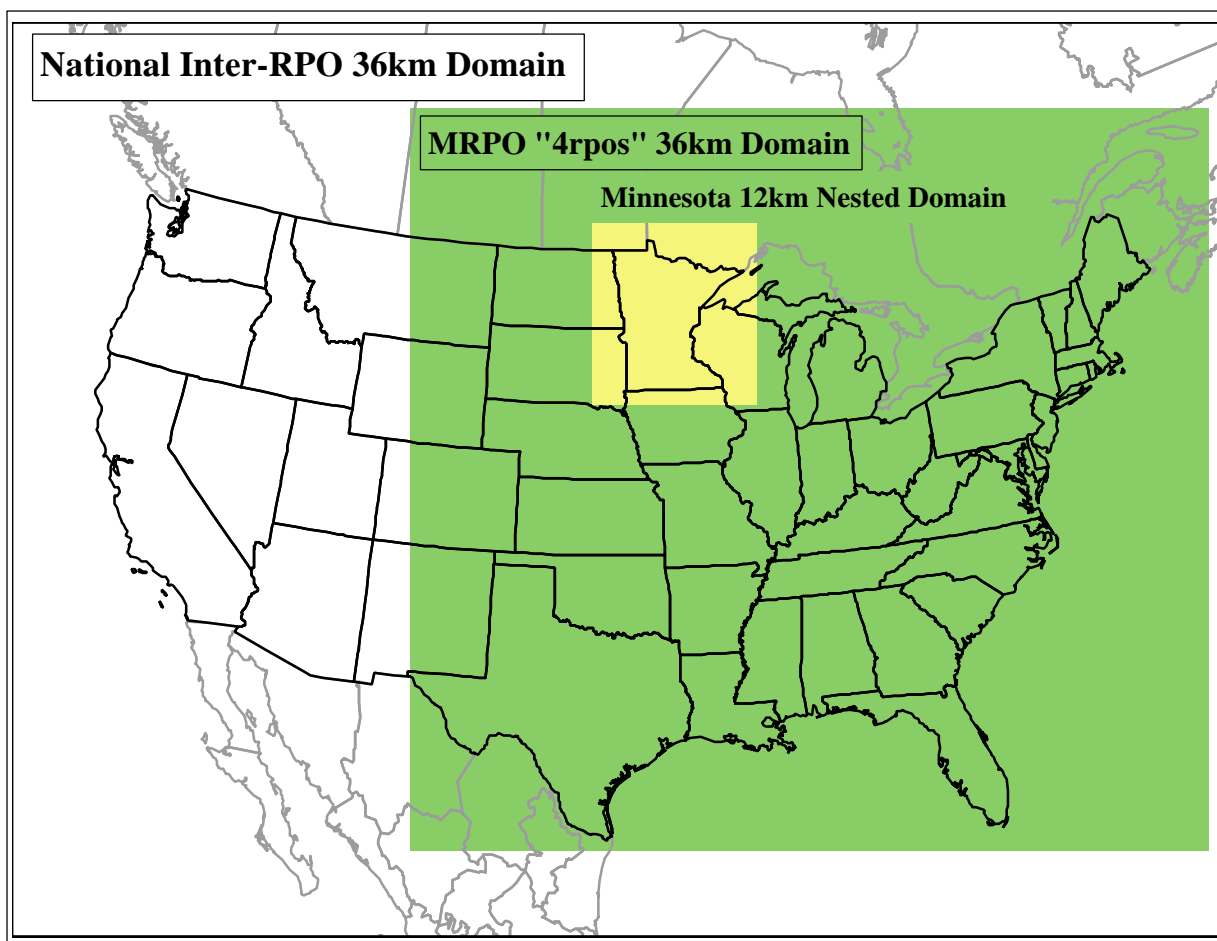 National Inter-RPO 36km Domain
MRPO "4rpos" 36km Domain
Minnesota 12km Nested Domain